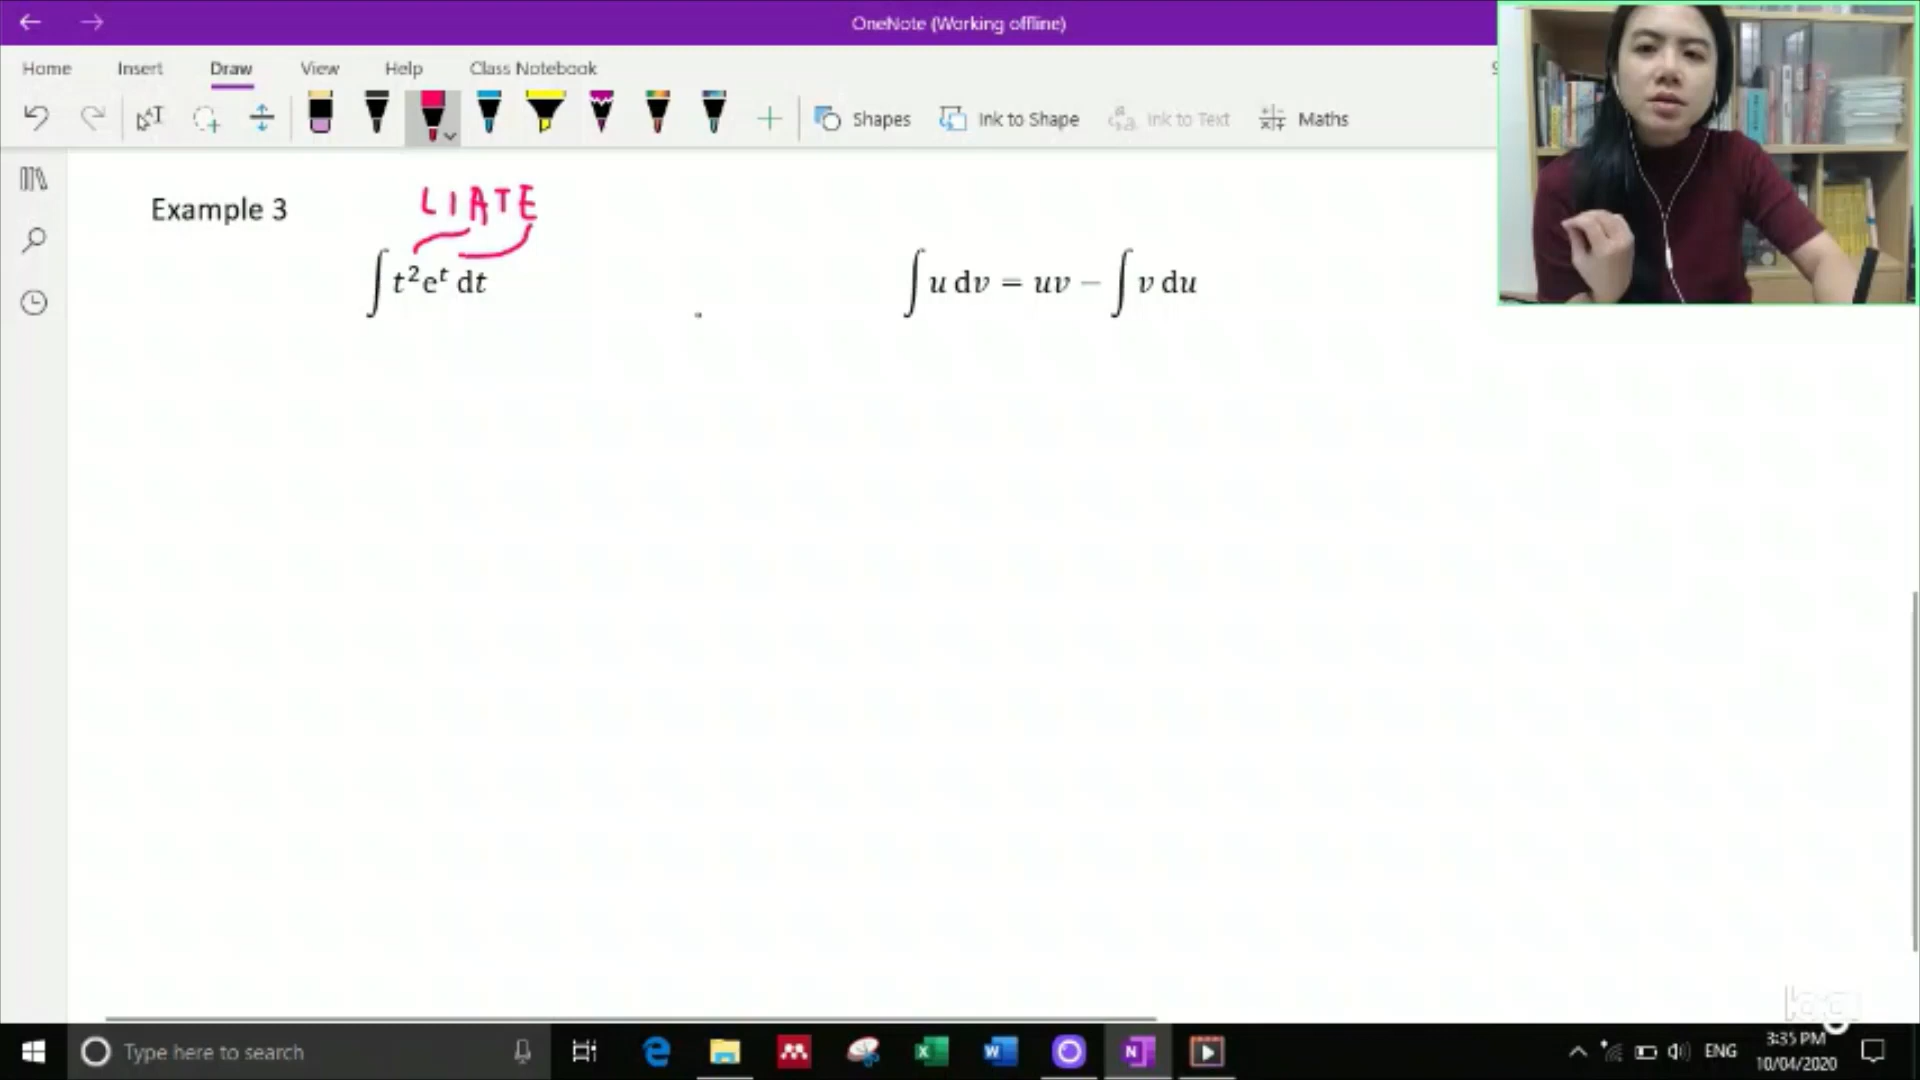 OneNote (Working offline)
Home Insert Draw View Help Class Notebook
Shapes Ink to Shape Ink to Text Maths
Example 3
LIATE
∫ t²eᵗ dt
∫ u dv = uv − ∫ v du
Type here to search
ENG
3:35 PM
10/04/2020